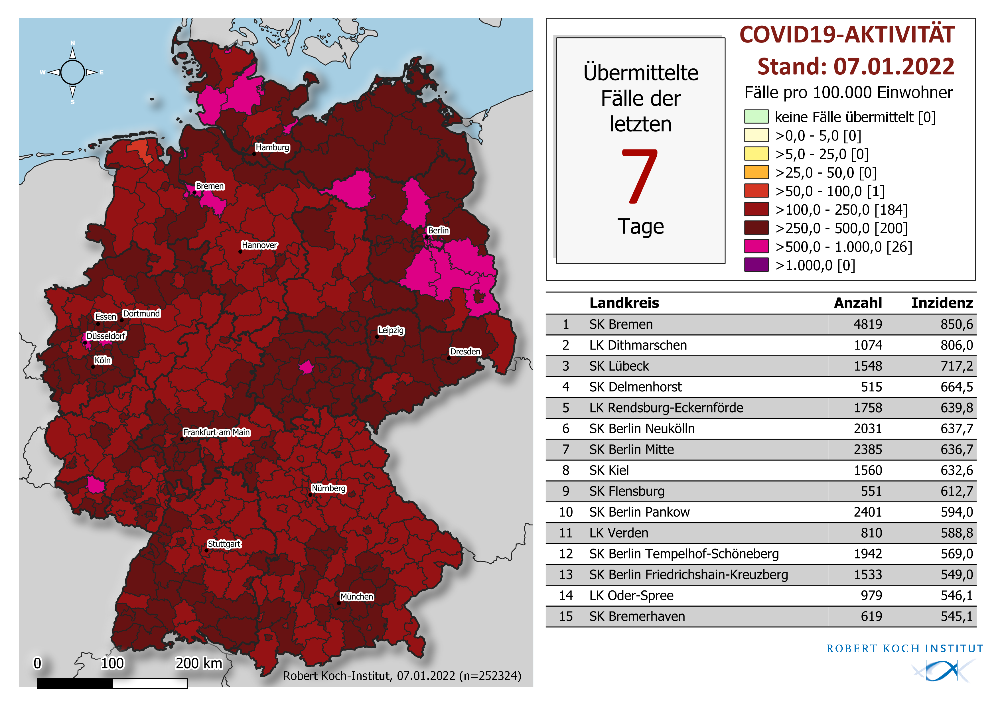 N
W
E
S
Hamburg
Bremen
Berlin
Hannover
Essen
Dortmund
Düsseldorf
Leipzig
Köln
Dresden
Frankfurt am Main
Nürnberg
Stuttgart
München
0 100 200 km
Robert Koch-Institut, 07.01.2022 (n=252324)
Übermittelte
Fälle der
letzten
7
Tage
COVID19-AKTIVITÄT
Stand: 07.01.2022
Fälle pro 100.000 Einwohner
keine Fälle übermittelt [0]
>0,0 - 5,0 [0]
>5,0 - 25,0 [0]
>25,0 - 50,0 [0]
>50,0 - 100,0 [1]
>100,0 - 250,0 [184]
>250,0 - 500,0 [200]
>500,0 - 1.000,0 [26]
>1.000,0 [0]
Landkreis Anzahl Inzidenz
1 SK Bremen 4819 850,6
2 LK Dithmarschen 1074 806,0
3 SK Lübeck 1548 717,2
4 SK Delmenhorst 515 664,5
5 LK Rendsburg-Eckernförde 1758 639,8
6 SK Berlin Neukölln 2031 637,7
7 SK Berlin Mitte 2385 636,7
8 SK Kiel 1560 632,6
9 SK Flensburg 551 612,7
10 SK Berlin Pankow 2401 594,0
11 LK Verden 810 588,8
12 SK Berlin Tempelhof-Schöneberg 1942 569,0
13 SK Berlin Friedrichshain-Kreuzberg 1533 549,0
14 LK Oder-Spree 979 546,1
15 SK Bremerhaven 619 545,1
ROBERT KOCH INSTITUT